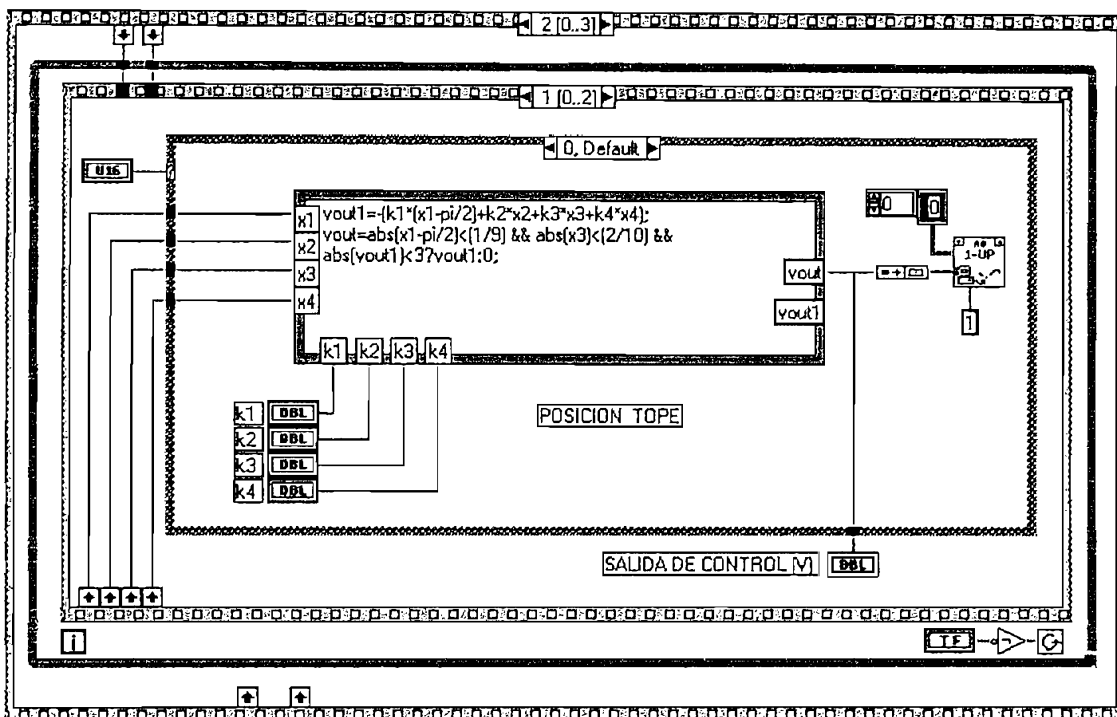 2 [0..3]
1 [0..2]
0, Default
U16
x1
x2
x3
x4
vout1=-(k1*(x1-pi/2)+k2*x2+k3*x3+k4*x4);
vout=abs(x1-pi/2)<(1/9) && abs(x3)<(2/10) &&
abs(vout1)<3?vout1:0;
vout
vout1
0
0
AO
1-UP
1
k1 k2 k3 k4
k1 DBL
k2 DBL
k3 DBL
k4 DBL
POSICION TOPE
SALIDA DE CONTROL [V] DBL
i
TF